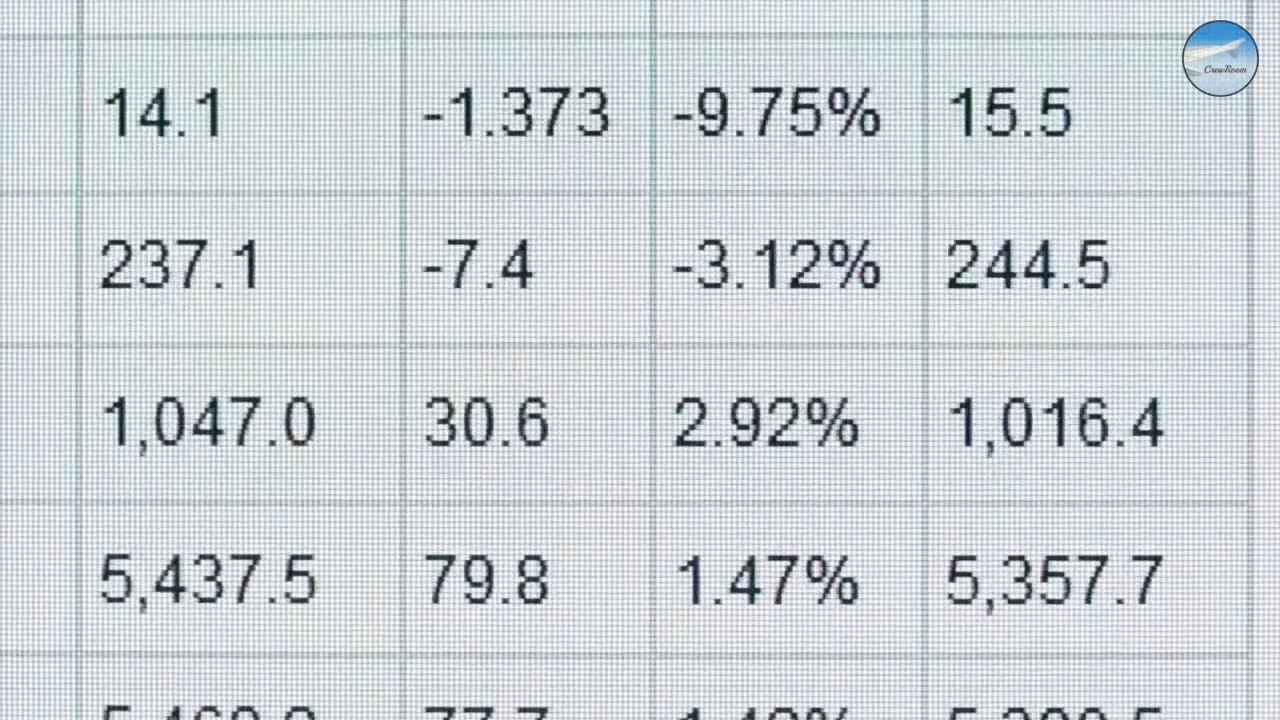 CrewRoom
14.1 -1.373 -9.75% 15.5
237.1 -7.4 -3.12% 244.5
1,047.0 30.6 2.92% 1,016.4
5,437.5 79.8 1.47% 5,357.7